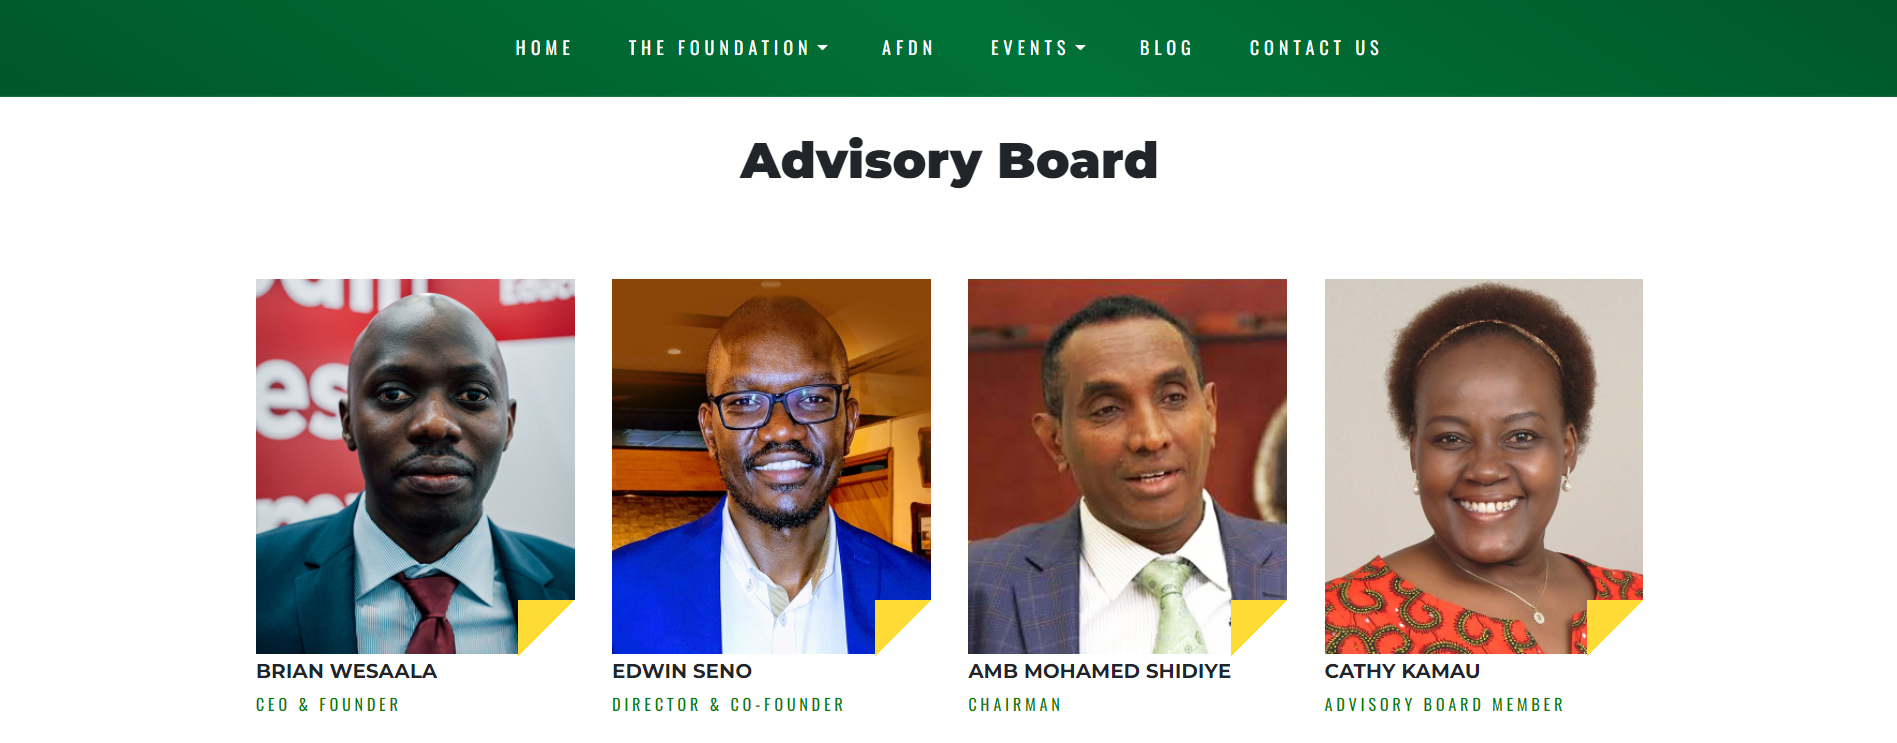 HOME THE FOUNDATION AFDN EVENTS BLOG CONTACT US
Advisory Board
es
BRIAN WESAALA
CEO & FOUNDER
EDWIN SENO
DIRECTOR & CO-FOUNDER
AMB MOHAMED SHIDIYE
CHAIRMAN
CATHY KAMAU
ADVISORY BOARD MEMBER